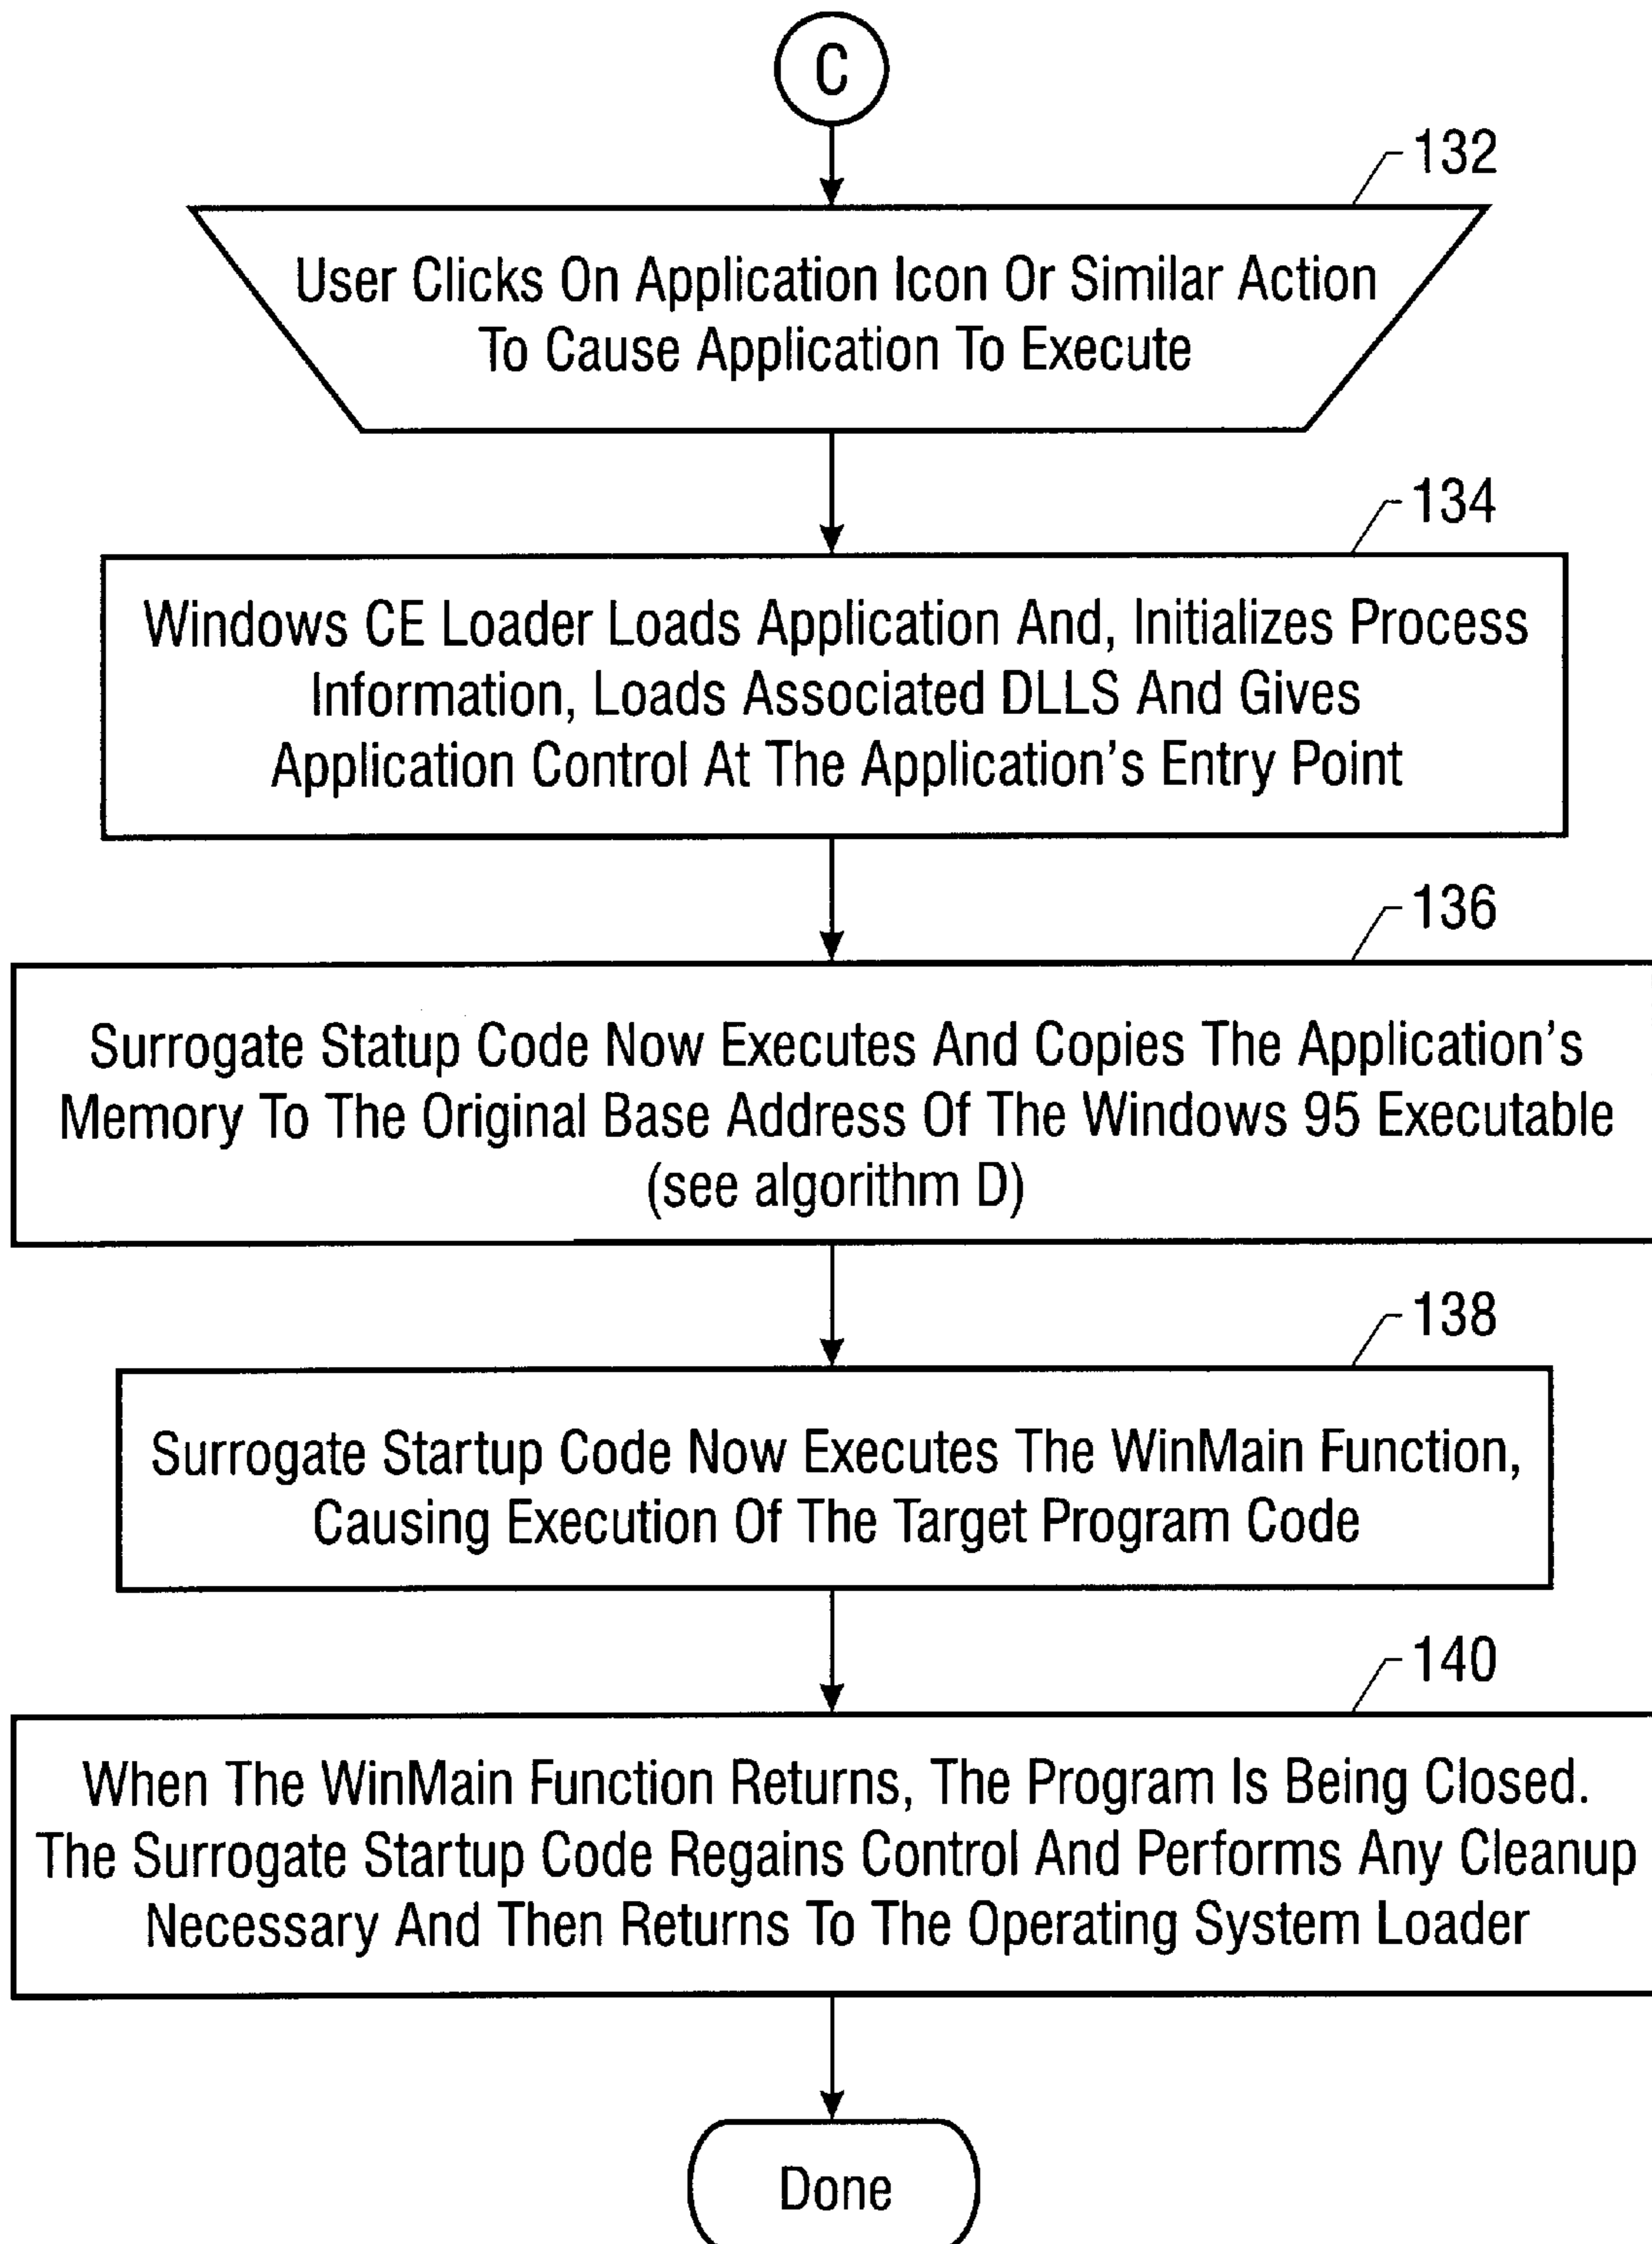 C
132
User Clicks On Application Icon Or Similar Action
To Cause Application To Execute
134
Windows CE Loader Loads Application And, Initializes Process
Information, Loads Associated DLLS And Gives
Application Control At The Application's Entry Point
136
Surrogate Statup Code Now Executes And Copies The Application's
Memory To The Original Base Address Of The Windows 95 Executable
(see algorithm D)
138
Surrogate Startup Code Now Executes The WinMain Function,
Causing Execution Of The Target Program Code
140
When The WinMain Function Returns, The Program Is Being Closed.
The Surrogate Startup Code Regains Control And Performs Any Cleanup
Necessary And Then Returns To The Operating System Loader
Done